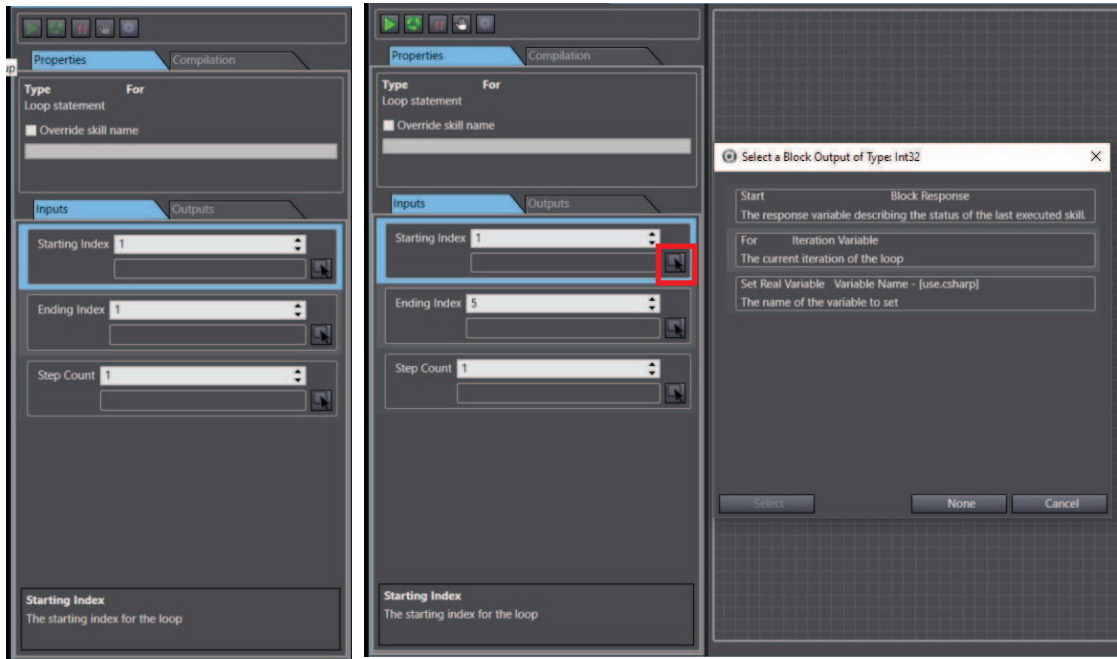 up
Properties Compilation
Type For
Loop statement
Override skill name
Inputs Outputs
Starting Index 1
Ending Index 1
Step Count 1
Starting Index
The starting index for the loop
Properties Compilation
Type For
Loop statement
Override skill name
Inputs Outputs
Starting Index 1
Ending Index 5
Step Count 1
Starting Index
The starting index for the loop
Select a Block Output of Type: Int32
Start Block Response
The response variable describing the status of the last executed skill.
For Iteration Variable
The current iteration of the loop
Set Real Variable Variable Name - [use.csharp]
The name of the variable to set
Select None Cancel